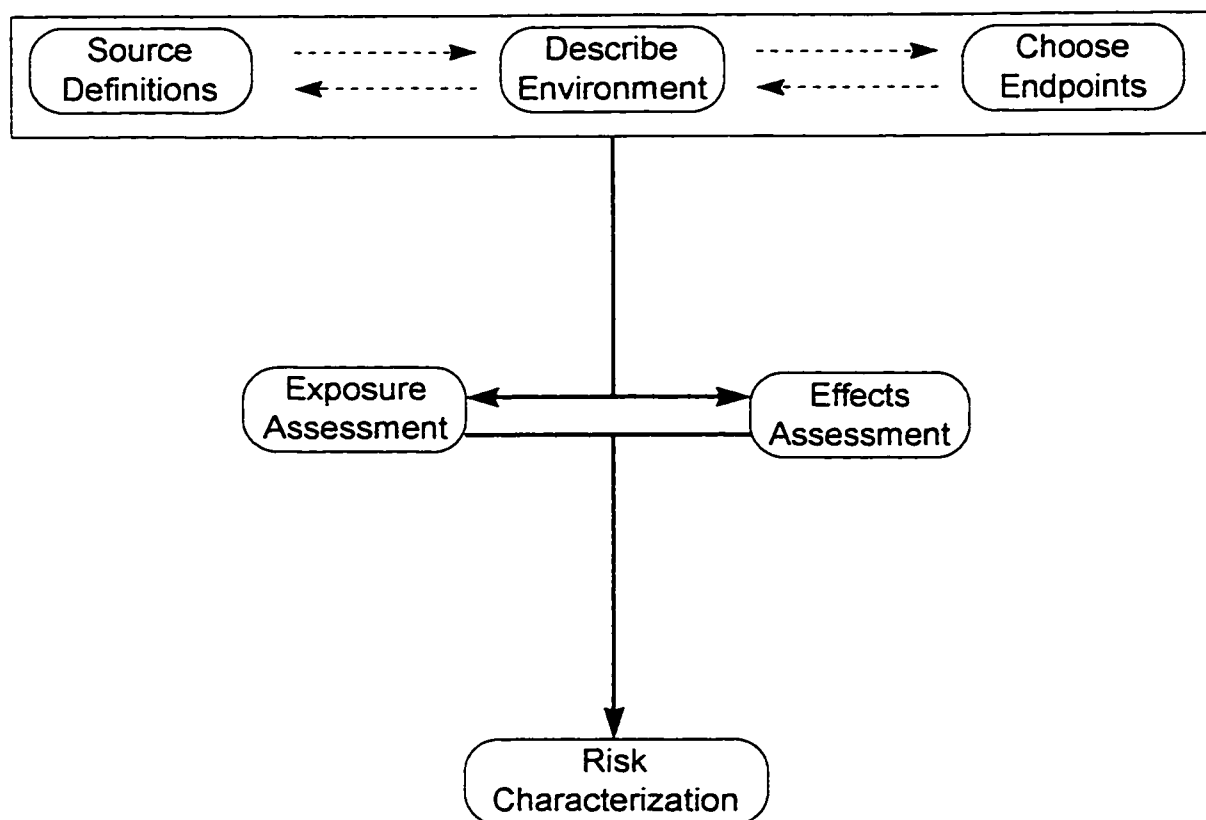 Source
Definitions
Describe
Environment
Choose
Endpoints
Exposure
Assessment
Effects
Assessment
Risk
Characterization